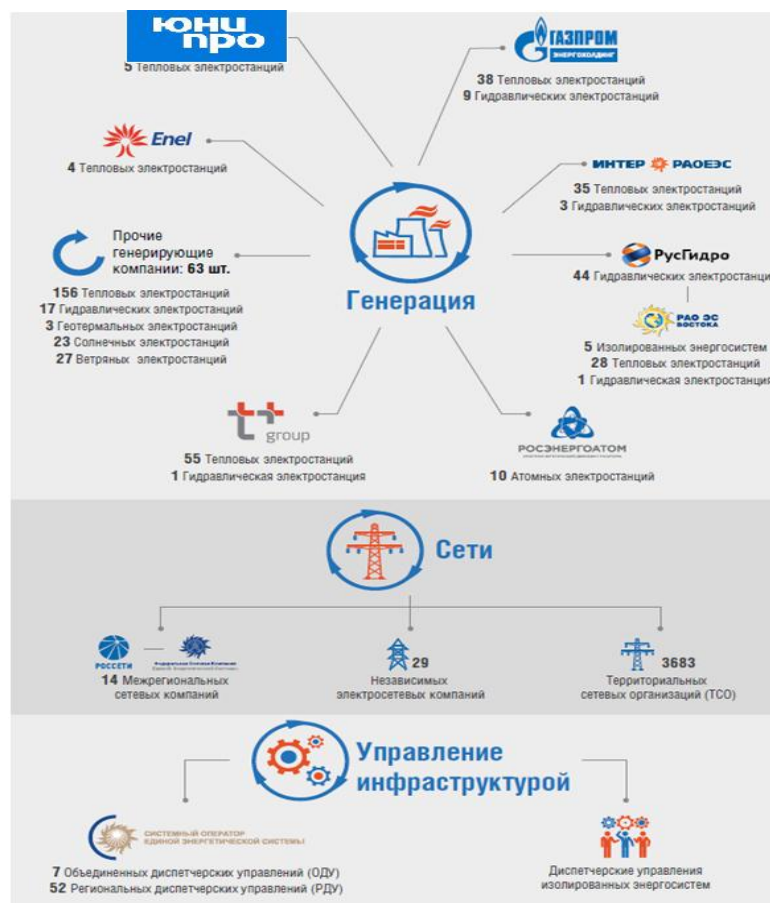 ЮНИ
ПРО
5 Тепловых электростанций
ГАЗПРОМ
ЭНЕРГОХОЛДИНГ
38 Тепловых электростанций
9 Гидравлических электростанций
Enel
4 Тепловых электростанций
ИНТЕР РАОЕЭС
35 Тепловых электростанций
3 Гидравлических электростанций
Прочие
генерирующие
компании: 63 шт.
156 Тепловых электростанций
17 Гидравлических электростанций
3 Геотермальных электростанций
23 Солнечных электростанций
27 Ветряных электростанций
Генерация
РусГидро
44 Гидравлических электростанци
РАО ЭС
ВОСТОКА
5 Изолированных энергосистем
28 Тепловых электростанций
1 Гидравлическая электростанция
group
55 Тепловых электростанций
1 Гидравлическая электростанция
РОСЭНЕРГОАТОМ
10 Атомных электростанций
Сети
РОССЕТИ
14 Межрегиональных
сетевых компаний
29
Независимых
электросетевых компаний
3683
Территориальных
сетевых организаций (ТСО)
Управление
инфраструктурой
СИСТЕМНЫЙ ОПЕРАТОР
ЕДИНОЙ ЭНЕРГЕТИЧЕСКОЙ СИСТЕМЫ
7 Объединенных диспетчерских управлений (ОДУ)
52 Региональных диспетчерских управлений (РДУ)
Диспетчерские управления
изолированных энергосистем